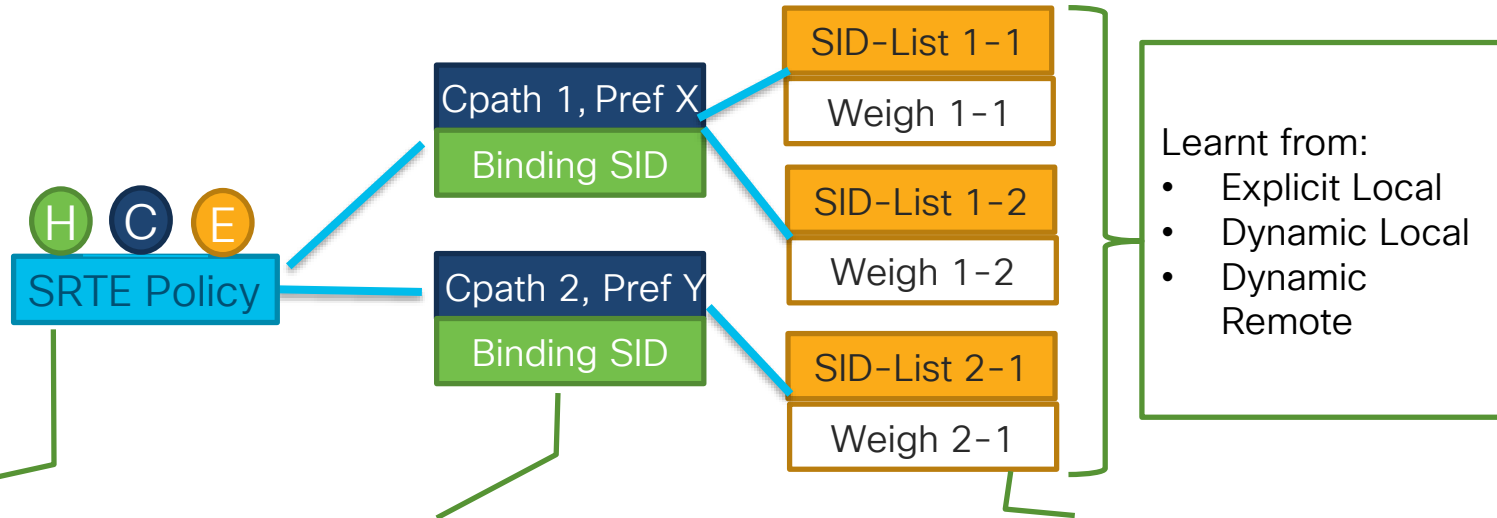 H C E
SRTE Policy
Cpath 1, Pref X
Binding SID
Cpath 2, Pref Y
Binding SID
SID-List 1-1
Weigh 1-1
SID-List 1-2
Weigh 1-2
SID-List 2-1
Weigh 2-1
Learnt from:
• Explicit Local
• Dynamic Local
• Dynamic
Remote